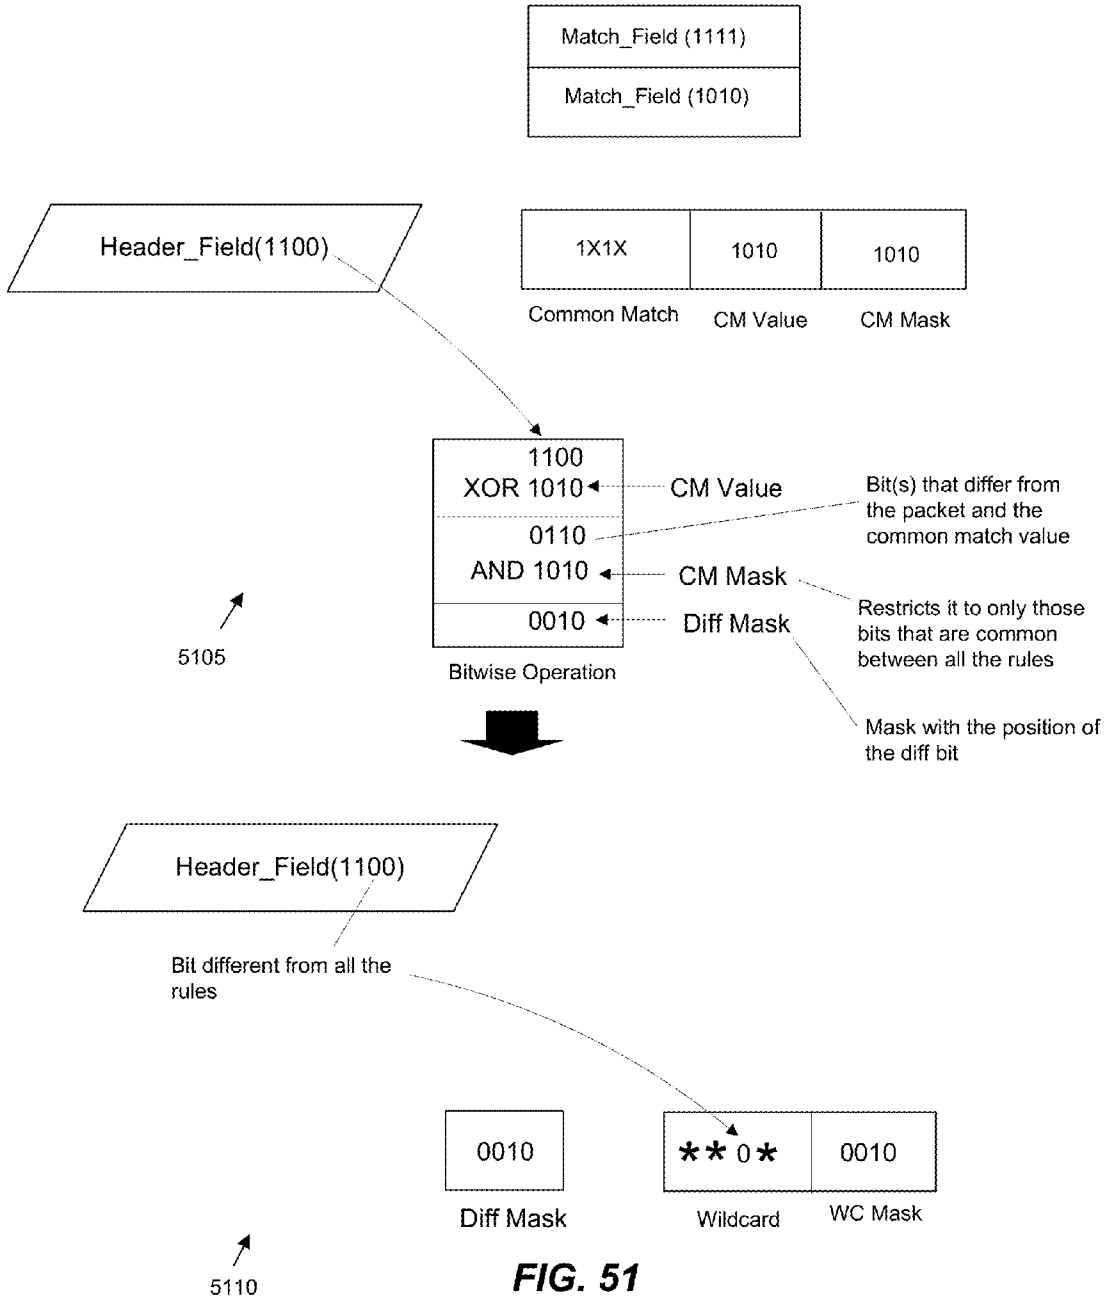 Match_Field (1111)
Match_Field (1010)
Header_Field(1100)
1X1X
1010
1010
Common Match
CM Value
CM Mask
1100
XOR 1010
CM Value
0110
AND 1010
CM Mask
0010
Diff Mask
Bitwise Operation
Bit(s) that differ from
the packet and the
common match value
Restricts it to only those
bits that are common
between all the rules
Mask with the position of
the diff bit
5105
Header_Field(1100)
Bit different from all the
rules
0010
Diff Mask
**0*
0010
Wildcard
WC Mask
5110
FIG. 51